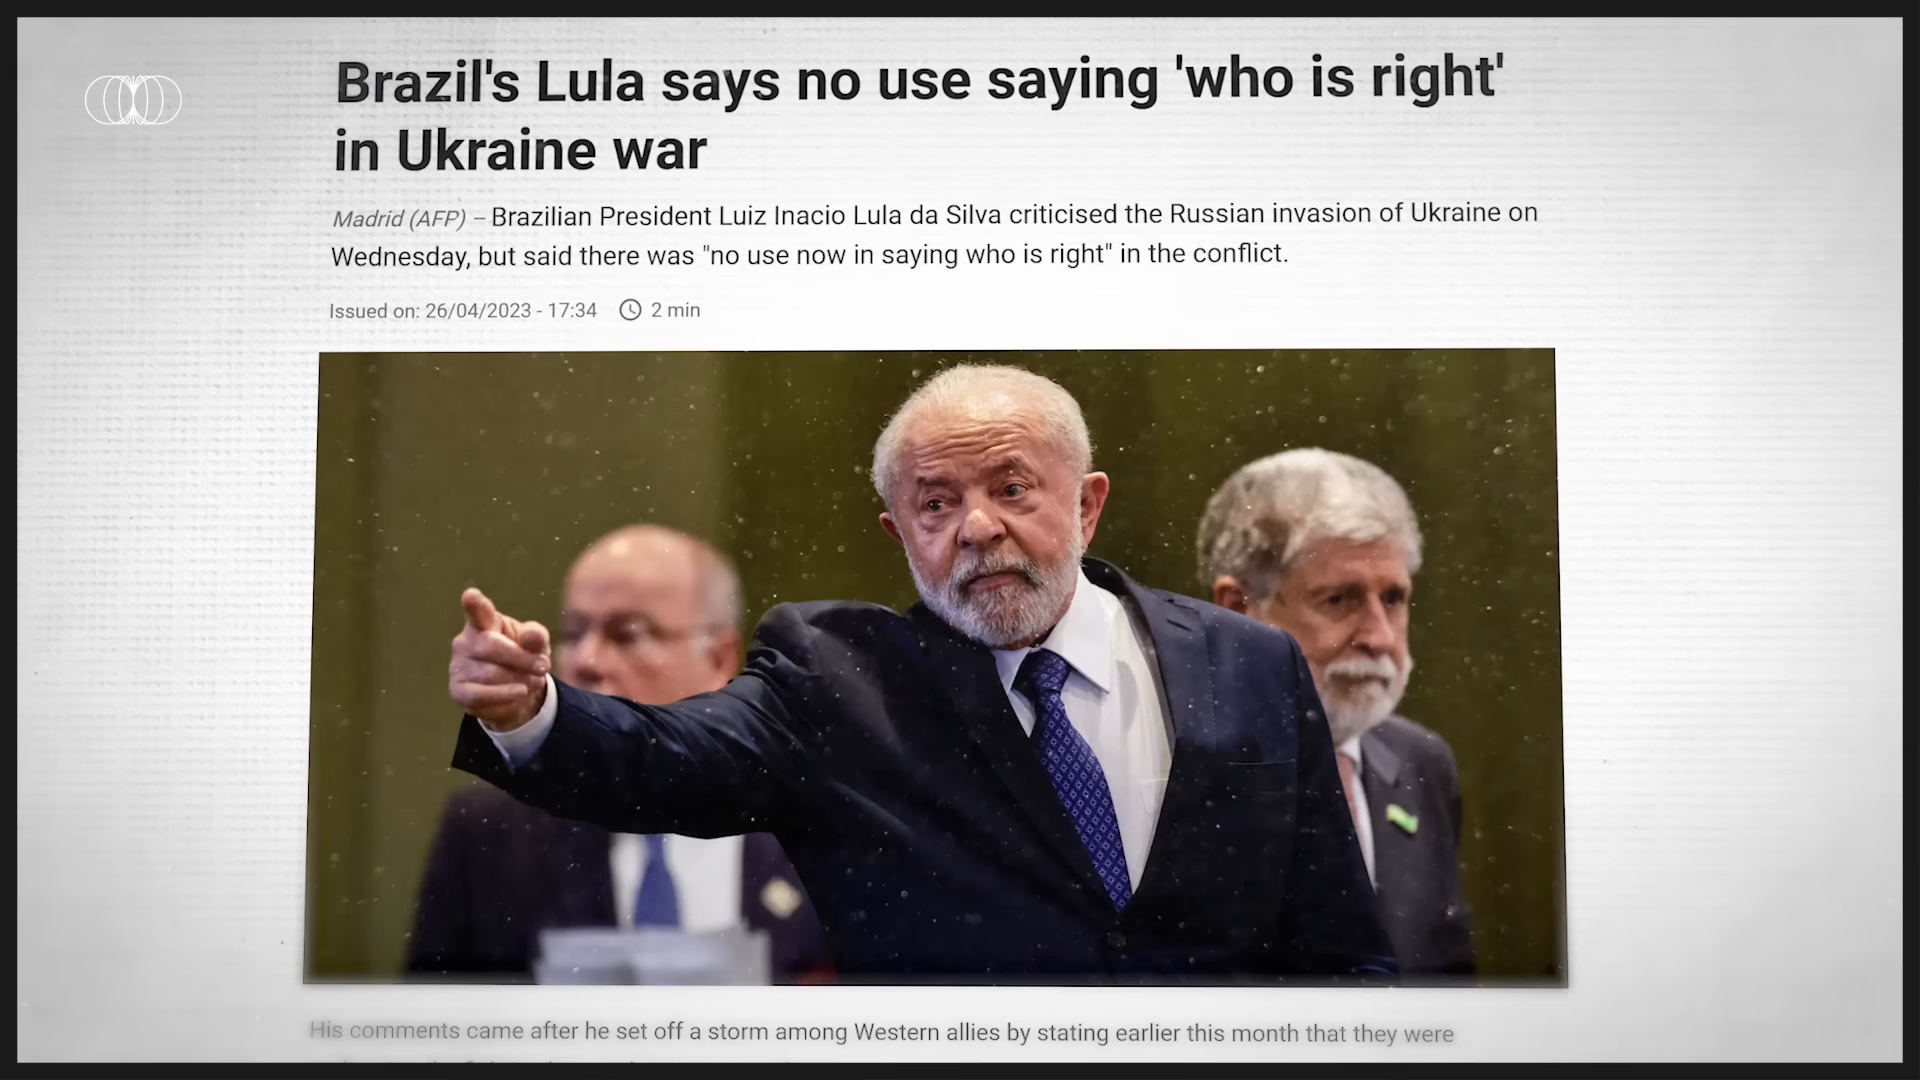 Brazil's Lula says no use saying 'who is right'
in Ukraine war
Madrid (AFP) – Brazilian President Luiz Inacio Lula da Silva criticised the Russian invasion of Ukraine on
Wednesday, but said there was "no use now in saying who is right" in the conflict.
Issued on: 26/04/2023 - 17:34 2 min
His comments came after he set off a storm among Western allies by stating earlier this month that they were